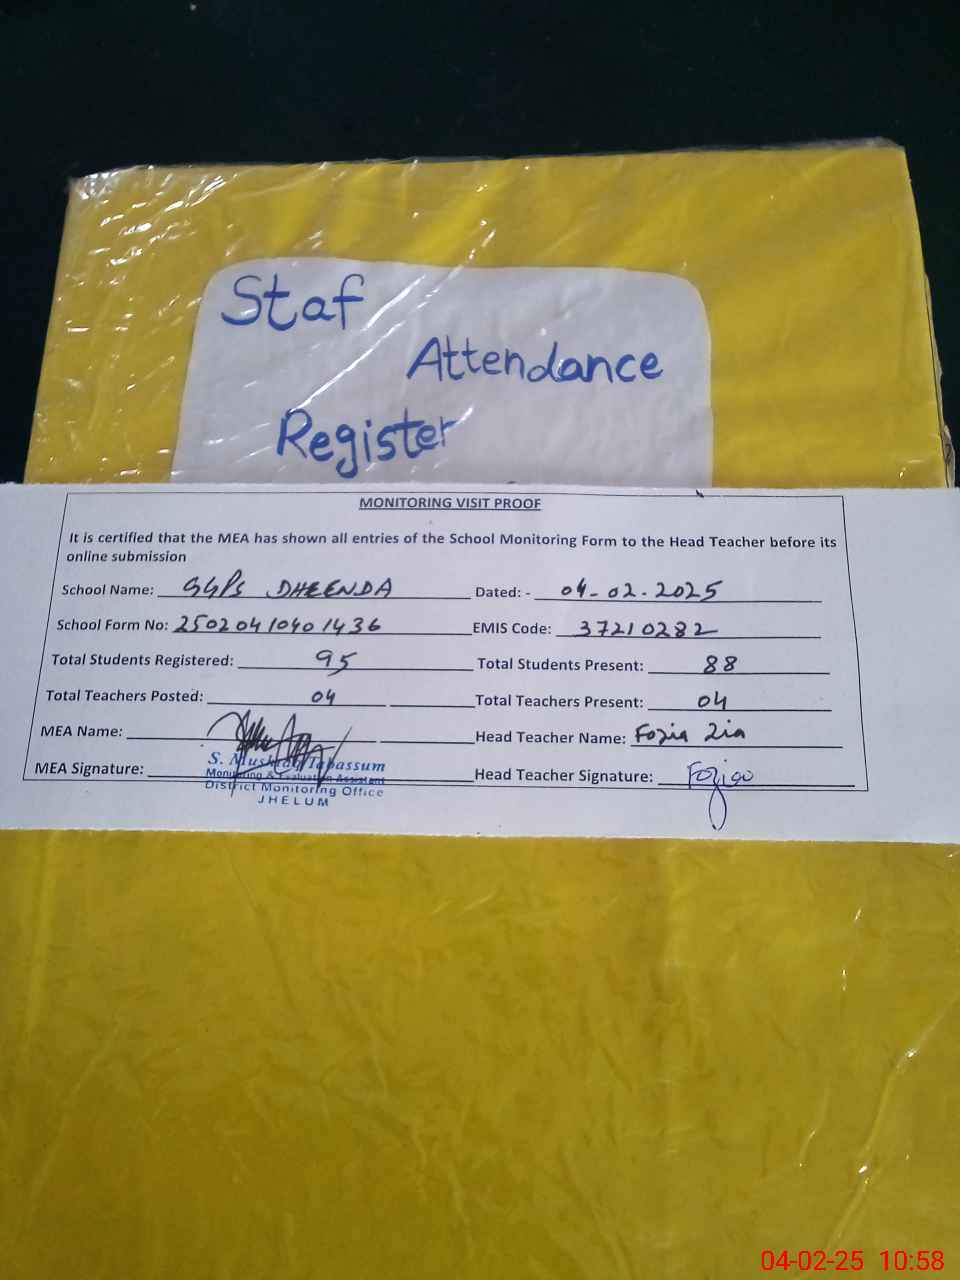 Staf
Attendance
Register
MONITORING VISIT PROOF
It is certified that the MEA has shown all entries of the School Monitoring Form to the Head Teacher before its
online submission
School Name: GGPS DHEENDA Dated: - 04-02-2025
School Form No: 25020410401436 EMIS Code: 37210282
Total Students Registered: 95 Total Students Present: 88
Total Teachers Posted: 04 Total Teachers Present: 04
MEA Name: Head Teacher Name: Fozia Zia
MEA Signature: Head Teacher Signature: Fozia
S. Mushtaq Tabassum
Monitoring & Evaluation Assistant
District Monitoring Office
JHELUM
04-02-25 10:58